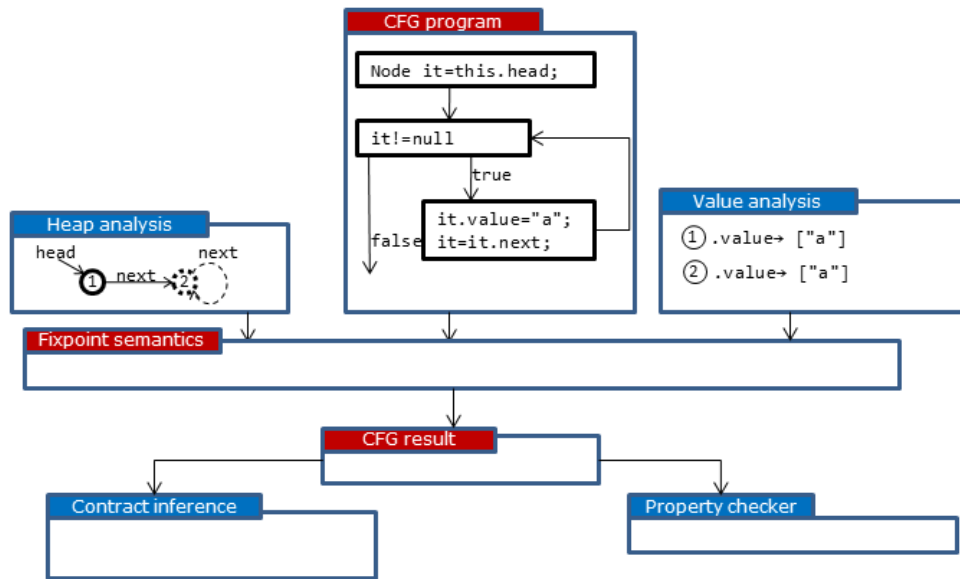 CFG program
Node it=this.head;
it!=null
true
it.value="a";
it=it.next;
false
Heap analysis
head
next
next
1
2
Value analysis
1 .value→ ["a"]
2 .value→ ["a"]
Fixpoint semantics
CFG result
Contract inference
Property checker